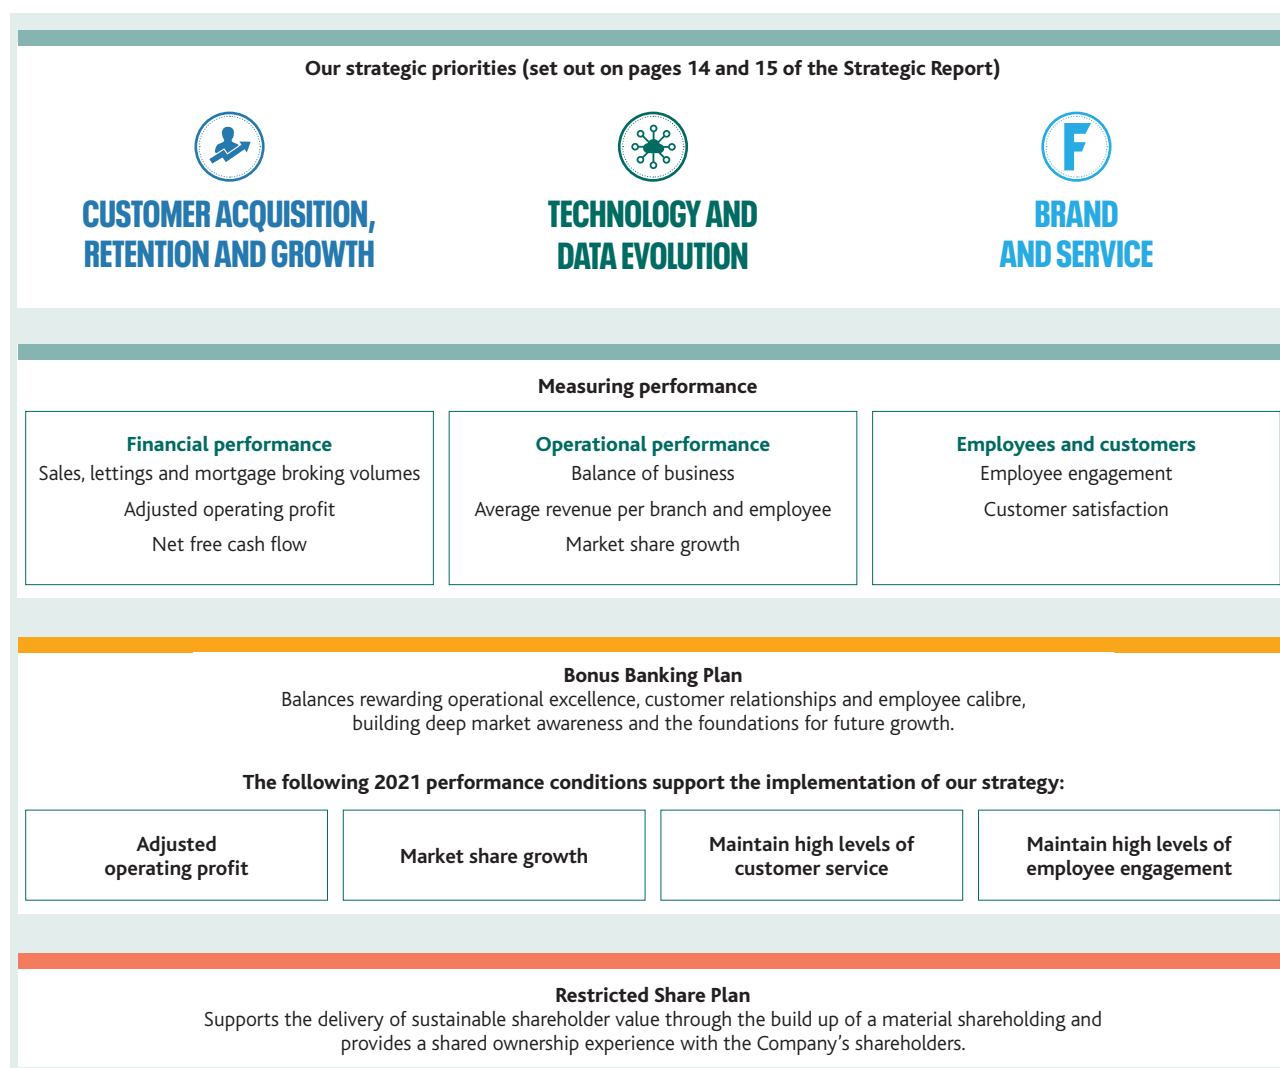 Our strategic priorities (set out on pages 14 and 15 of the Strategic Report)
F
CUSTOMER ACQUISITION,
RETENTION AND GROWTH
TECHNOLOGY AND
DATA EVOLUTION
BRAND
AND SERVICE
Measuring performance
Financial performance
Sales, lettings and mortgage broking volumes
Adjusted operating profit
Net free cash flow
Operational performance
Balance of business
Average revenue per branch and employee
Market share growth
Employees and customers
Employee engagement
Customer satisfaction
Bonus Banking Plan
Balances rewarding operational excellence, customer relationships and employee calibre,
building deep market awareness and the foundations for future growth.
The following 2021 performance conditions support the implementation of our strategy:
Adjusted
operating profit
Market share growth
Maintain high levels of
customer service
Maintain high levels of
employee engagement
Restricted Share Plan
Supports the delivery of sustainable shareholder value through the build up of a material shareholding and
provides a shared ownership experience with the Company's shareholders.